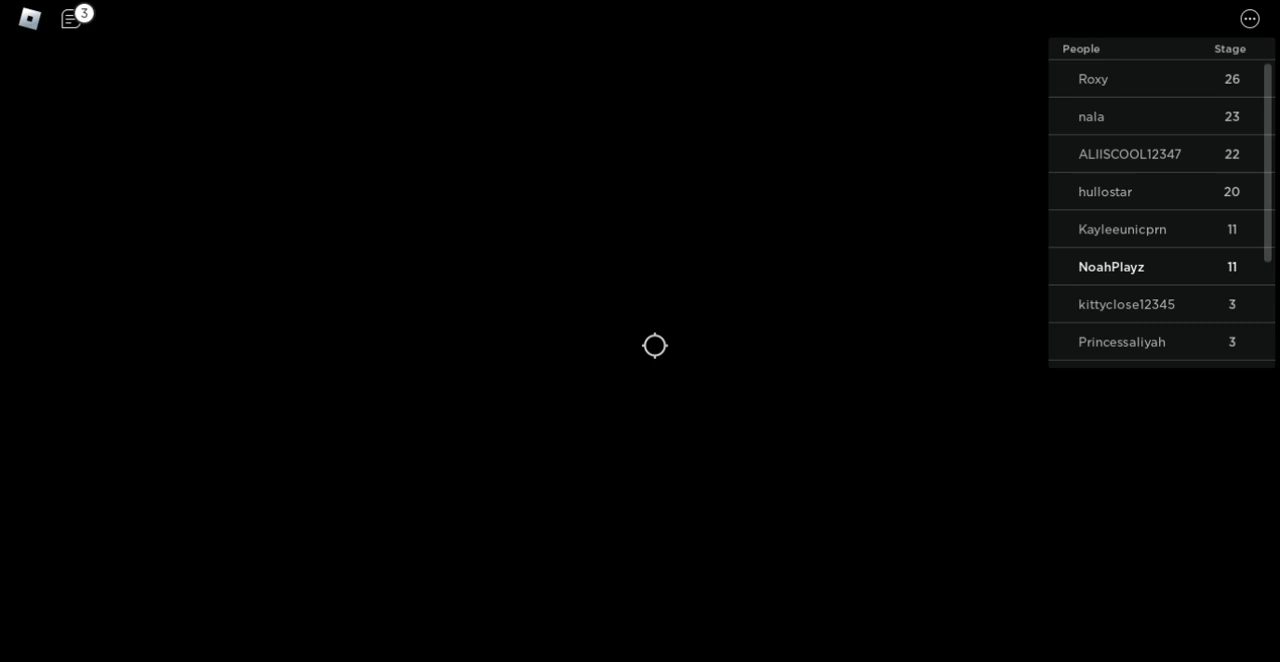 3
People Stage
Roxy 26
nala 23
ALIISCOOL12347 22
hullostar 20
Kayleeunicprn 11
NoahPlayz 11
kittyclose12345 3
Princessaliyah 3